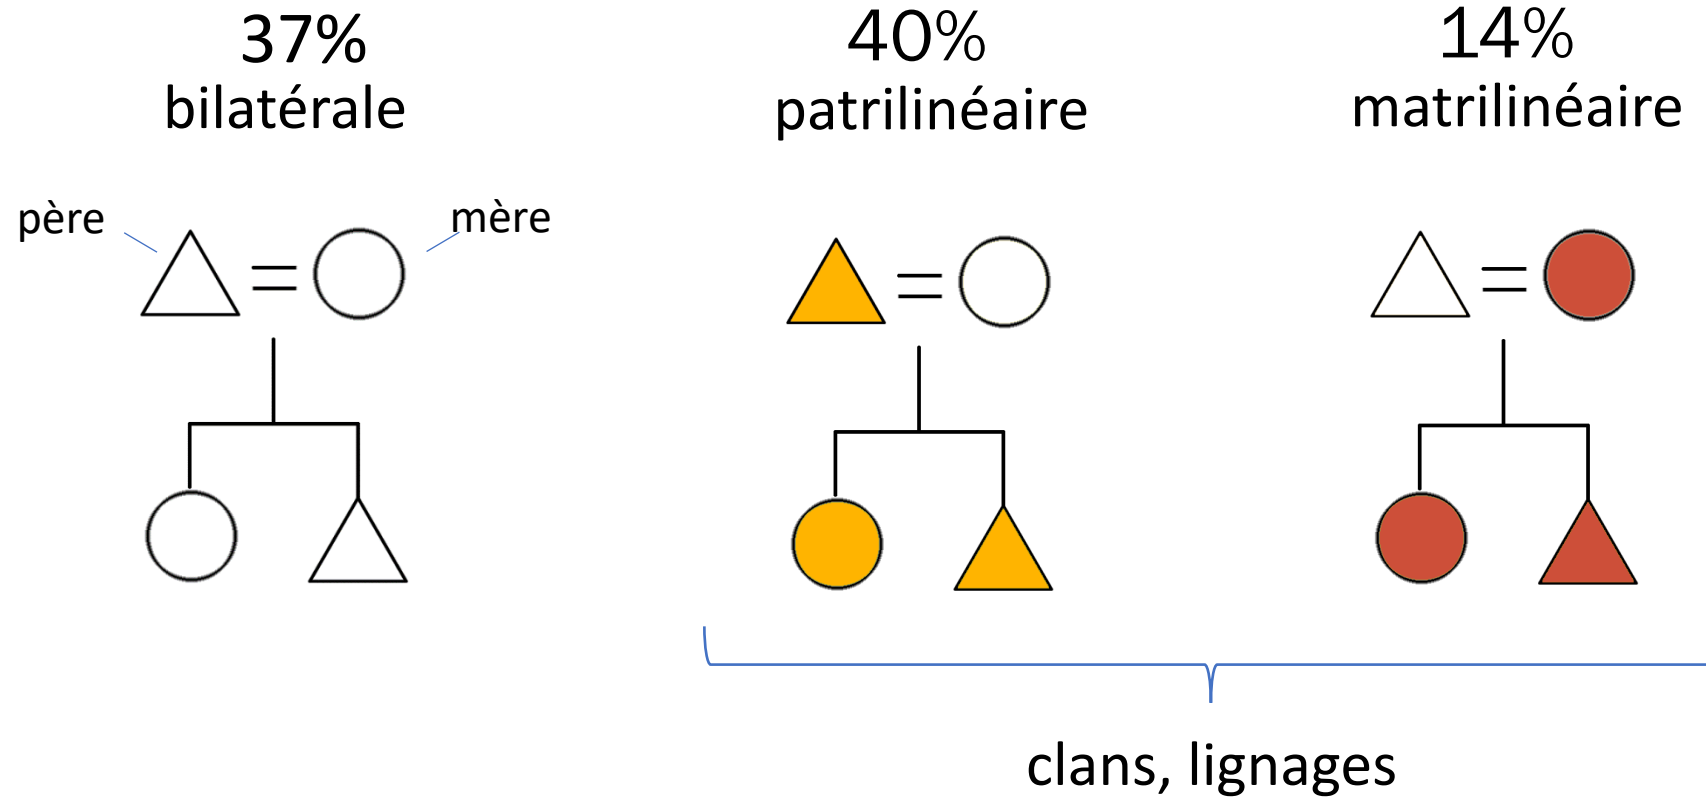 37%
bilatérale
40%
patrilinéaire
14%
matrilinéaire
père
mère
clans, lignages